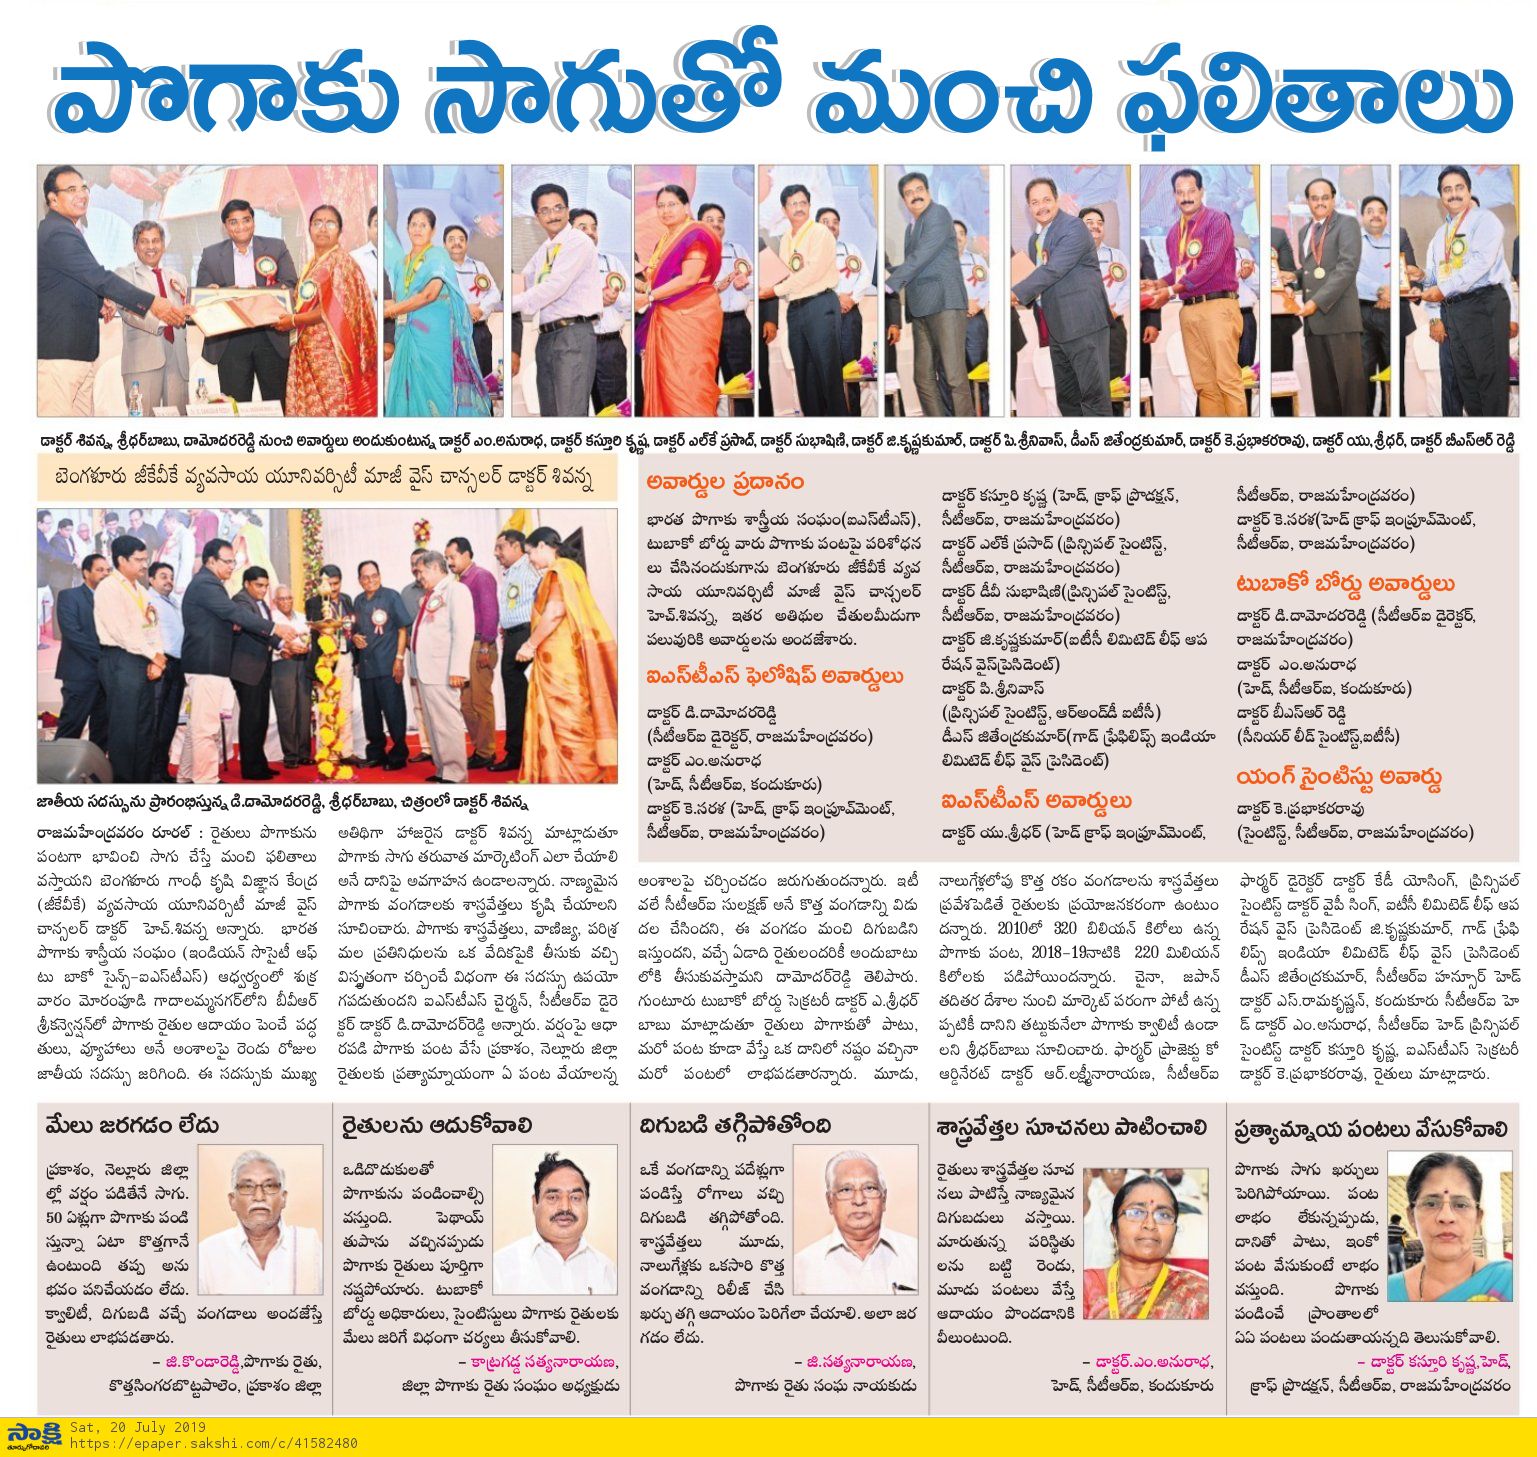 పొగాకు సాగుతో మంచి ఫలితాలు
డాక్టర్ శివన్న, శ్రీధర్‌బాబు, దామోదరరెడ్డి నుంచి అవార్డులు అందుకుంటున్న డాక్టర్ ఎం.అనురాధ, డాక్టర్ కస్తూరి కృష్ణ, డాక్టర్ ఎల్‌కే ప్రసాద్, డాక్టర్ సుభాషిణి, డాక్టర్ జి.కృష్ణకుమార్, డాక్టర్ పి.శ్రీనివాస్, డీఎస్ జితేంద్రకుమార్, డాక్టర్ కె.ప్రభాకరరావు, డాక్టర్ యు.శ్రీధర్, డాక్టర్ బీఎస్ఆర్ రెడ్డి
బెంగళూరు జీకేవీకే వ్యవసాయ యూనివర్సిటీ మాజీ వైస్ చాన్సలర్ డాక్టర్ శివన్న
జాతీయ సదస్సును ప్రారంభిస్తున్న డి.దామోదరరెడ్డి, శ్రీధర్‌బాబు, చిత్రంలో డాక్టర్ శివన్న
అవార్డుల ప్రదానం
భారత పొగాకు శాస్త్రీయ సంఘం(ఐఎస్‌టీఎస్),
టుబాకో బోర్డు వారు పొగాకు పంటపై పరిశోధన
లు చేసినందుకుగాను బెంగళూరు జీకేవీకే వ్యవ
సాయ యూనివర్సిటీ మాజీ వైస్ చాన్సలర్
హెచ్.శివన్న, ఇతర అతిథుల చేతులమీదుగా
పలువురికి అవార్డులను అందజేశారు.
ఐఎస్‌టీఎస్ ఫెలోషిప్ అవార్డులు
డాక్టర్ డి.దామోదరరెడ్డి
(సీటీఆర్ఐ డైరెక్టర్, రాజమహేంద్రవరం)
డాక్టర్ ఎం.అనురాధ
(హెడ్, సీటీఆర్ఐ, కందుకూరు)
డాక్టర్ కె.సరళ (హెడ్, క్రాఫ్ ఇంప్రూవ్‌మెంట్,
సీటీఆర్ఐ, రాజమహేంద్రవరం)
డాక్టర్ కస్తూరి కృష్ణ (హెడ్, క్రాఫ్ ప్రొడక్షన్,
సీటీఆర్ఐ, రాజమహేంద్రవరం)
డాక్టర్ ఎల్‌కే ప్రసాద్ (ప్రిన్సిపల్ సైంటిస్ట్,
సీటీఆర్ఐ, రాజమహేంద్రవరం)
డాక్టర్ డీవీ సుభాషిణి(ప్రిన్సిపల్ సైంటిస్ట్,
సీటీఆర్ఐ, రాజమహేంద్రవరం)
డాక్టర్ జి.కృష్ణకుమార్(ఐటీసీ లిమిటెడ్ లీఫ్ ఆప
రేషన్ వైస్‌ప్రెసిడెంట్)
డాక్టర్ పి.శ్రీనివాస్
(ప్రిన్సిపల్ సైంటిస్ట్, ఆర్అండ్‌డీ ఐటీసీ)
డీఎస్ జితేంద్రకుమార్(గాడ్ ఫ్రేఫిలిప్స్ ఇండియా
లిమిటెడ్ లీఫ్ వైస్ ప్రెసిడెంట్)
ఐఎస్‌టీఎస్ అవార్డులు
డాక్టర్ యు.శ్రీధర్ (హెడ్ క్రాఫ్ ఇంప్రూవ్‌మెంట్,
సీటీఆర్ఐ, రాజమహేంద్రవరం)
డాక్టర్ కె.సరళ(హెడ్ క్రాఫ్ ఇంప్రూవ్‌మెంట్,
సీటీఆర్ఐ, రాజమహేంద్రవరం)
టుబాకో బోర్డు అవార్డులు
డాక్టర్ డి.దామోదరరెడ్డి (సీటీఆర్ఐ డైరెక్టర్,
రాజమహేంద్రవరం)
డాక్టర్ ఎం.అనురాధ
(హెడ్, సీటీఆర్ఐ, కందుకూరు)
డాక్టర్ బీఎస్ఆర్ రెడ్డి
(సీనియర్ లీడ్ సైంటిస్ట్,ఐటీసీ)
యంగ్ సైంటిస్టు అవార్డు
డాక్టర్ కె.ప్రభాకరరావు
(సైంటిస్ట్, సీటీఆర్ఐ, రాజమహేంద్రవరం)
రాజమహేంద్రవరం రూరల్ : రైతులు పొగాకును
పంటగా భావించి సాగు చేస్తే మంచి ఫలితాలు
వస్తాయని బెంగళూరు గాంధీ కృషి విజ్ఞాన కేంద్ర
(జీకేవీకే) వ్యవసాయ యూనివర్సిటీ మాజీ వైస్
చాన్సలర్ డాక్టర్ హెచ్.శివన్న అన్నారు. భారత
పొగాకు శాస్త్రీయ సంఘం (ఇండియన్ సొసైటీ ఆఫ్
టు బాకో సైన్స్–ఐఎస్‌టీఎస్) ఆధ్వర్యంలో శుక్ర
వారం మోరంపూడి గాదాలమ్మనగర్‌లోని బీవీఆర్
శ్రీకన్వెన్షన్‌లో పొగాకు రైతుల ఆదాయం పెంచే పద్ధ
తులు, వ్యూహాలు అనే అంశాలపై రెండు రోజుల
జాతీయ సదస్సు జరిగింది. ఈ సదస్సుకు ముఖ్య
అతిథిగా హాజరైన డాక్టర్ శివన్న మాట్లాడుతూ
పొగాకు సాగు తరువాత మార్కెటింగ్ ఎలా చేయాలి
అనే దానిపై అవగాహన ఉండాలన్నారు. నాణ్యమైన
పొగాకు వంగడాలకు శాస్త్రవేత్తలు కృషి చేయాలని
సూచించారు. పొగాకు శాస్త్రవేత్తలు, వాణిజ్య, పరిశ్ర
మల ప్రతినిధులను ఒక వేదికపైకి తీసుకు వచ్చి
విస్తృతంగా చర్చించే విధంగా ఈ సదస్సు ఉపయో
గపడుతుందని ఐఎస్‌టీఎస్ చైర్మన్, సీటీఆర్ఐ డైరె
క్టర్ డాక్టర్ డి.దామోదర్‌రెడ్డి అన్నారు. వర్షంపై ఆధా
రపడి పొగాకు పంట వేసే ప్రకాశం, నెల్లూరు జిల్లా
రైతులకు ప్రత్యామ్నాయంగా ఏ పంట వేయాలన్న
అంశాలపై చర్చించడం జరుగుతుందన్నారు. ఇటీ
వలే సీటీఆర్ఐ సులక్షణ్ అనే కొత్త వంగడాన్ని విడు
దల చేసిందని, ఈ వంగడం మంచి దిగుబడిని
ఇస్తుందని, వచ్చే ఏడాది రైతులందరికీ అందుబాటు
లోకి తీసుకువస్తామని దామోదర్‌రెడ్డి తెలిపారు.
గుంటూరు టుబాకో బోర్డు సెక్రటరీ డాక్టర్ ఎ.శ్రీధర్
బాబు మాట్లాడుతూ రైతులు పొగాకుతో పాటు,
మరో పంట కూడా వేస్తే ఒక దానిలో నష్టం వచ్చినా
మరో పంటలో లాభపడతారన్నారు. మూడు,
నాలుగేళ్లలోపు కొత్త రకం వంగడాలను శాస్త్రవేత్తలు
ప్రవేశపెడితే రైతులకు ప్రయోజనకరంగా ఉంటుం
దన్నారు. 2010లో 320 బిలియన్ కిలోలు ఉన్న
పొగాకు పంట, 2018-19నాటికి 220 మిలియన్
కిలోలకు పడిపోయిందన్నారు. చైనా, జపాన్
తదితర దేశాల నుంచి మార్కెట్ పరంగా పోటీ ఉన్న
ప్పటికీ దానిని తట్టుకునేలా పొగాకు క్వాలిటీ ఉండా
లని శ్రీధర్‌బాబు సూచించారు. ఫార్మర్ ప్రాజెక్టు కో
ఆర్డినేరట్ డాక్టర్ ఆర్.లక్ష్మీనారాయణ, సీటీఆర్ఐ
ఫార్మర్ డైరెక్టర్ డాక్టర్ కేడీ యోసింగ్, ప్రిన్సిపల్
సైంటిస్ట్ డాక్టర్ వైపీ సింగ్, ఐటీసీ లిమిటెడ్ లీఫ్ ఆప
రేషన్ వైస్ ప్రెసిడెంట్ జి.కృష్ణకుమార్, గాడ్ ఫ్రేఫి
లిప్స్ ఇండియా లిమిటెడ్ లీఫ్ వైస్ ప్రెసిడెంట్
డీఎస్ జితేంద్రకుమార్, సీటీఆర్ఐ హన్సూర్ హెడ్
డాక్టర్ ఎస్.రామకృష్ణన్, కందుకూరు సీటీఆర్ఐ హె
డ్ డాక్టర్ ఎం.అనురాధ, సీటీఆర్ఐ హెడ్ ప్రిన్సిపల్
సైంటిస్ట్ డాక్టర్ కస్తూరి కృష్ణ, ఐఎస్‌టీఎస్ సెక్రటరీ
డాక్టర్ కె.ప్రభాకరరావు, రైతులు మాట్లాడారు.
మేలు జరగడం లేదు
ప్రకాశం, నెల్లూరు జిల్లా
ల్లో వర్షం పడితేనే సాగు.
50 ఏళ్లుగా పొగాకు పండి
స్తున్నా ఏటా కొత్తగానే
ఉంటుంది తప్ప అను
భవం పనిచేయడం లేదు.
క్వాలిటీ, దిగుబడి వచ్చే వంగడాలు అందజేస్తే
రైతులు లాభపడతారు.
– జి.కొండారెడ్డి,పొగాకు రైతు,
కొత్తసింగరబొట్టపాలెం, ప్రకాశం జిల్లా
రైతులను ఆదుకోవాలి
ఒడిదొడుకులతో
పొగాకును పండించాల్సి
వస్తుంది. పెథాయ్
తుపాను వచ్చినప్పుడు
పొగాకు రైతులు పూర్తిగా
నష్టపోయారు. టుబాకో
బోర్డు అధికారులు, సైంటిస్టులు పొగాకు రైతులకు
మేలు జరిగే విధంగా చర్యలు తీసుకోవాలి.
– కాట్రగడ్డ సత్యనారాయణ,
జిల్లా పొగాకు రైతు సంఘం అధ్యక్షుడు
దిగుబడి తగ్గిపోతోంది
ఒకే వంగడాన్ని పదేళ్లుగా
పండిస్తే రోగాలు వచ్చి
దిగుబడి తగ్గిపోతోంది.
శాస్త్రవేత్తలు మూడు,
నాలుగేళ్లకు ఒకసారి కొత్త
వంగడాన్ని రిలీజ్ చేసి
ఖర్చు తగ్గి ఆదాయం పెరిగేలా చేయాలి. అలా జర
గడం లేదు.
– జి.సత్యనారాయణ,
పొగాకు రైతు సంఘ నాయకుడు
శాస్త్రవేత్తల సూచనలు పాటించాలి
రైతులు శాస్త్రవేత్తల సూచ
నలు పాటిస్తే నాణ్యమైన
దిగుబడులు వస్తాయి.
మారుతున్న పరిస్థితు
లను బట్టి రెండు,
మూడు పంటలు వేస్తే
ఆదాయం పొందడానికి
వీలుంటుంది.
– డాక్టర్.ఎం.అనురాధ,
హెడ్, సీటీఆర్ఐ, కందుకూరు
ప్రత్యామ్నాయ పంటలు వేసుకోవాలి
పొగాకు సాగు ఖర్చులు
పెరిగిపోయాయి. పంట
లాభం లేకున్నప్పుడు,
దానితో పాటు, ఇంకో
పంట వేసుకుంటే లాభం
వస్తుంది. పొగాకు
పండించే ప్రాంతాలలో
ఏఏ పంటలు పండుతాయన్నది తెలుసుకోవాలి.
– డాక్టర్ కస్తూరి కృష్ణ,హెడ్,
క్రాఫ్ ప్రొడక్షన్, సీటీఆర్ఐ, రాజమహేంద్రవరం
సాక్షి
తూర్పుగోదావరి
Sat, 20 July 2019
https://epaper.sakshi.com/c/41582480